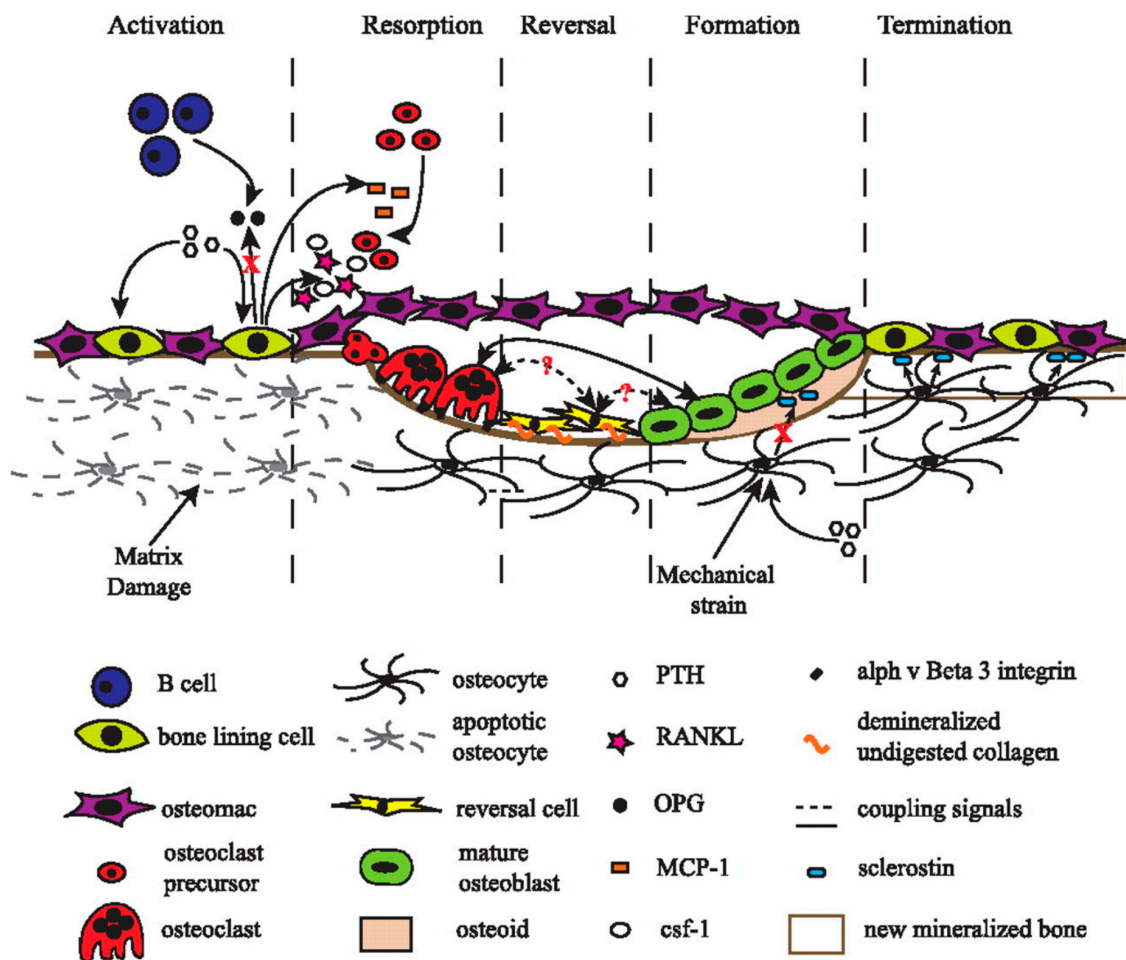 Activation
Resorption
Reversal
Formation
Termination
X
?
?
X
Matrix
Damage
Mechanical
strain
B cell
osteocyte
PTH
alph v Beta 3 integrin
bone lining cell
apoptotic
osteocyte
RANKL
demineralized
undigested collagen
osteomac
reversal cell
OPG
coupling signals
osteoclast
precursor
mature
osteoblast
MCP-1
sclerostin
osteoclast
osteoid
csf-1
new mineralized bone